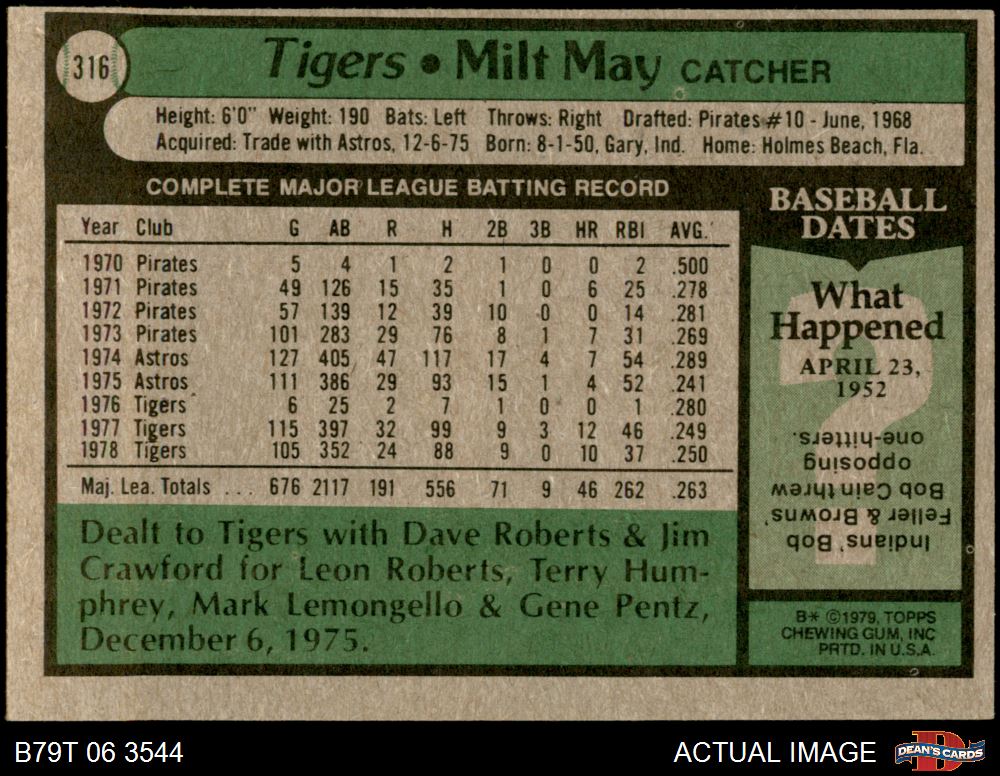 316
Tigers • Milt May CATCHER
Height: 6'0" Weight: 190 Bats: Left Throws: Right Drafted: Pirates #10 - June, 1968
Acquired: Trade with Astros, 12-6-75 Born: 8-1-50, Gary, Ind. Home: Holmes Beach, Fla.
COMPLETE MAJOR LEAGUE BATTING RECORD
Year Club G AB R H 2B 3B HR RBI AVG.
1970 Pirates 5 4 1 2 1 0 0 2 .500
1971 Pirates 49 126 15 35 1 0 6 25 .278
1972 Pirates 57 139 12 39 10 0 0 14 .281
1973 Pirates 101 283 29 76 8 1 7 31 .269
1974 Astros 127 405 47 117 17 4 7 54 .289
1975 Astros 111 386 29 93 15 1 4 52 .241
1976 Tigers 6 25 2 7 1 0 0 1 .280
1977 Tigers 115 397 32 99 9 3 12 46 .249
1978 Tigers 105 352 24 88 9 0 10 37 .250
Maj. Lea. Totals ... 676 2117 191 556 71 9 46 262 .263
Dealt to Tigers with Dave Roberts & Jim
Crawford for Leon Roberts, Terry Hum-
phrey, Mark Lemongello & Gene Pentz,
December 6, 1975.
BASEBALL
DATES
What
Happened
APRIL 23,
1952
Indians' Bob
Feller & Browns'
Bob Cain threw
opposing
one-hitters.
B* ©1979, TOPPS
CHEWING GUM, INC
PRTD. IN U.S.A.
B79T 06 3544
ACTUAL IMAGE
DEAN'S CARDS